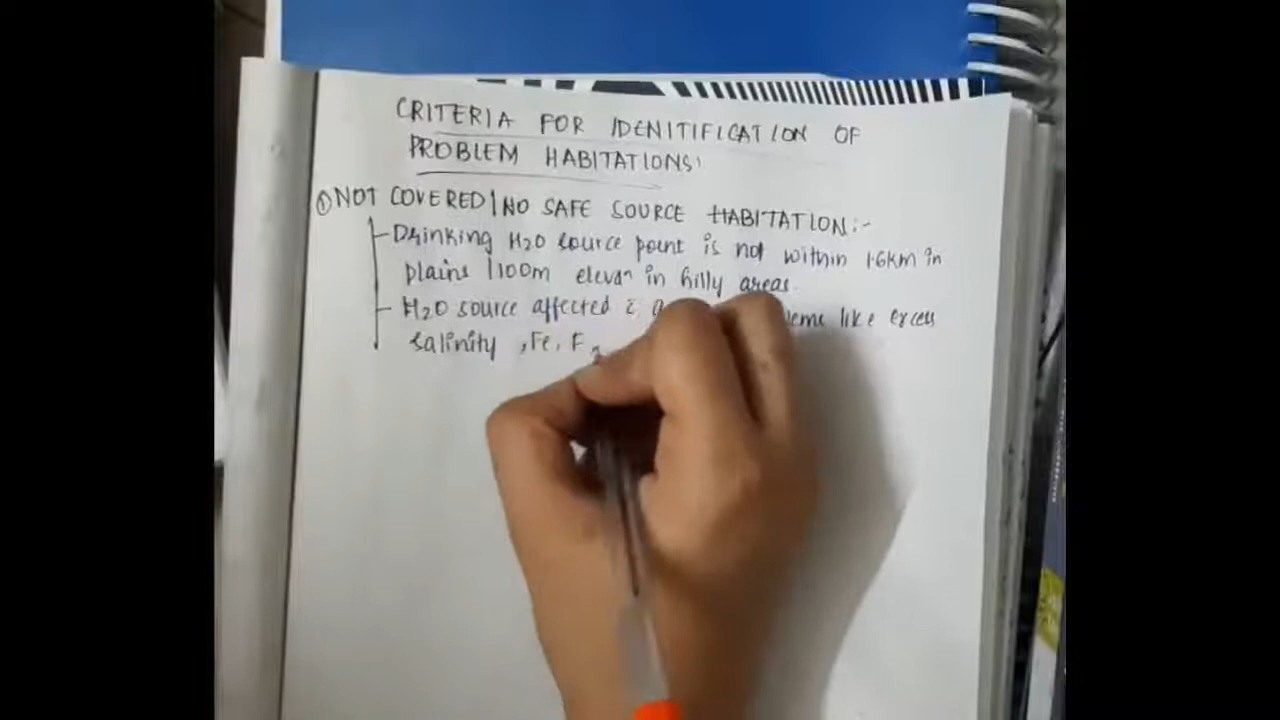 CRITERIA FOR IDENITIFICATION OF
PROBLEM HABITATIONS:
① NOT COVERED | NO SAFE SOURCE HABITATION:-
- Drinking H2O source point is not within 1.6km in
plains | 100m elevan in hilly areas.
- H2O source affected c̄ like excess
salinity, Fe, F